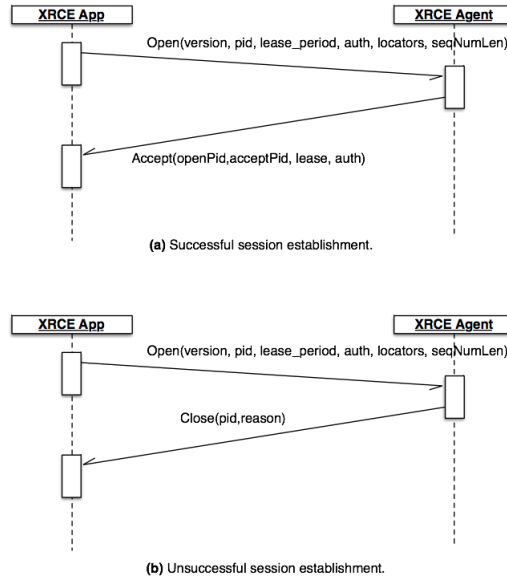 XRCE App XRCE Agent
Open(version, pid, lease_period, auth, locators, seqNumLen)
Accept(openPid,acceptPid, lease, auth)
(a) Successful session establishment.
XRCE App XRCE Agent
Open(version, pid, lease_period, auth, locators, seqNumLen)
Close(pid,reason)
(b) Unsuccessful session establishment.